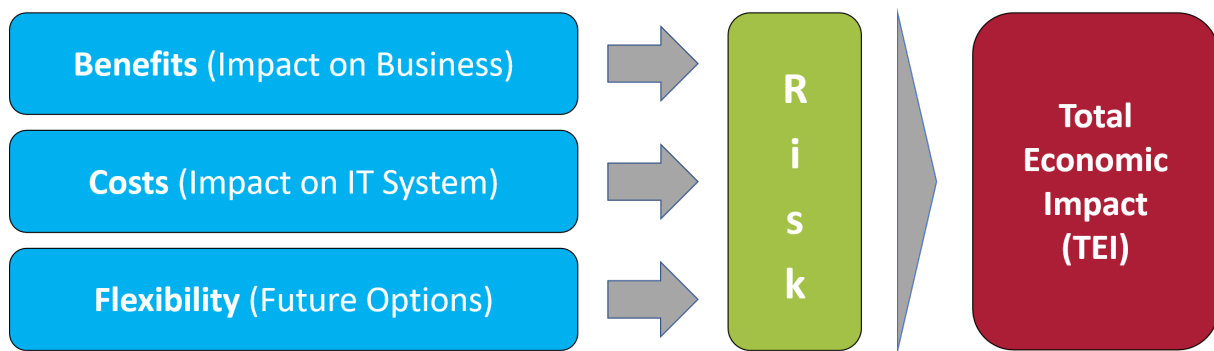 Benefits (Impact on Business)
Costs (Impact on IT System)
Flexibility (Future Options)
R
i
s
k
Total
Economic
Impact
(TEI)